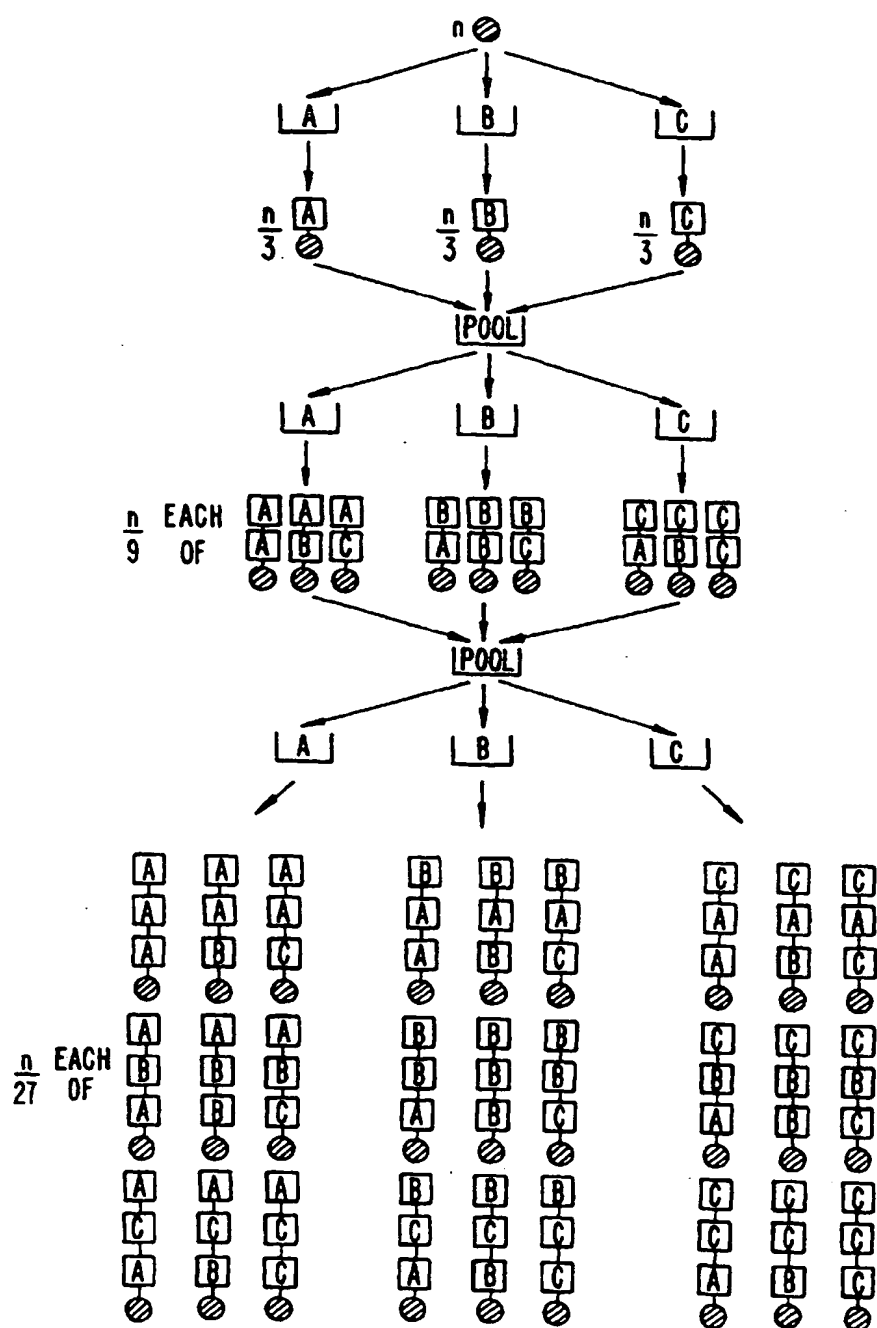 n
A B C
n/3 A n/3 B n/3 C
POOL
A B C
n/9 EACH OF
A A A B B B C C C
A B C A B C A B C
POOL
A B C
A A A B B B C C C
A A A A A A A A A
A B C A B C A B C
n/27 EACH OF
A A A B B B C C C
B B B B B B B B B
A B C A B C A B C
A A A B B B C C C
C C C C C C C C C
A B C A B C A B C